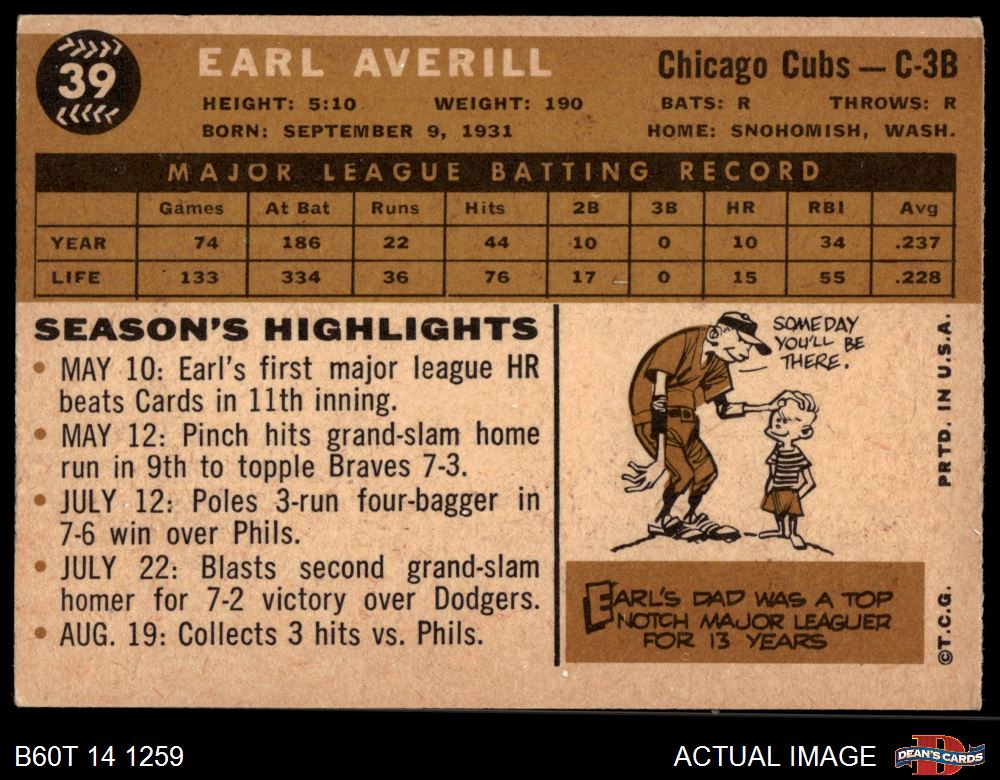 39
EARL AVERILL
Chicago Cubs — C-3B
HEIGHT: 5:10 WEIGHT: 190 BATS: R THROWS: R
BORN: SEPTEMBER 9, 1931 HOME: SNOHOMISH, WASH.
MAJOR LEAGUE BATTING RECORD
Games At Bat Runs Hits 2B 3B HR RBI Avg
YEAR 74 186 22 44 10 0 10 34 .237
LIFE 133 334 36 76 17 0 15 55 .228
SEASON'S HIGHLIGHTS
• MAY 10: Earl's first major league HR
beats Cards in 11th inning.
• MAY 12: Pinch hits grand-slam home
run in 9th to topple Braves 7-3.
• JULY 12: Poles 3-run four-bagger in
7-6 win over Phils.
• JULY 22: Blasts second grand-slam
homer for 7-2 victory over Dodgers.
• AUG. 19: Collects 3 hits vs. Phils.
SOMEDAY
YOU'LL BE
THERE.
EARL'S DAD WAS A TOP
NOTCH MAJOR LEAGUER
FOR 13 YEARS
©T.C.G. PRTD. IN U.S.A.
B60T 14 1259
ACTUAL IMAGE
D
DEAN'S CARDS